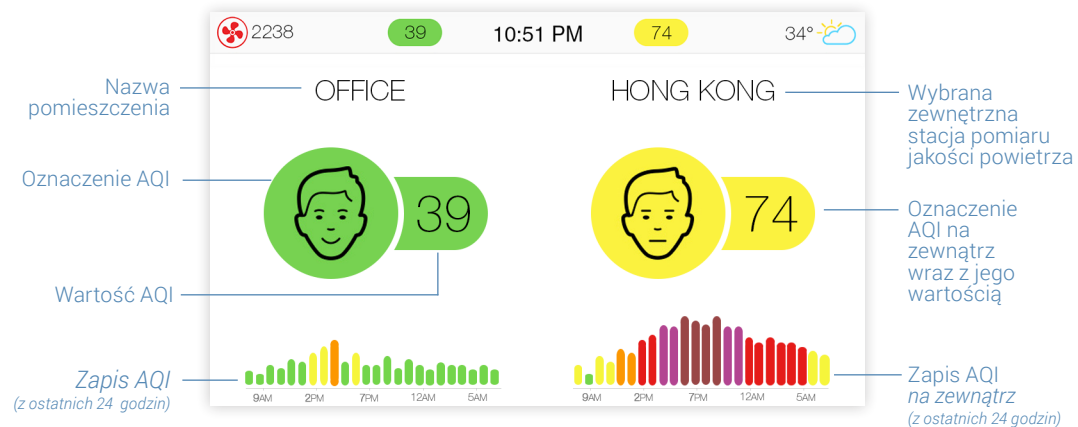 2238
39
10:51 PM
74
34°
Nazwa
pomieszczenia
OFFICE
HONG KONG
Wybrana
zewnętrzna
stacja pomiaru
jakości powietrza
Oznaczenie AQI
39
74
Oznaczenie
AQI na
zewnątrz
wraz z jego
wartością
Wartość AQI
Zapis AQI
(z ostatnich 24 godzin)
9AM 2PM 7PM 12AM 5AM
9AM 2PM 7PM 12AM 5AM
Zapis AQI
na zewnątrz
(z ostatnich 24 godzin)